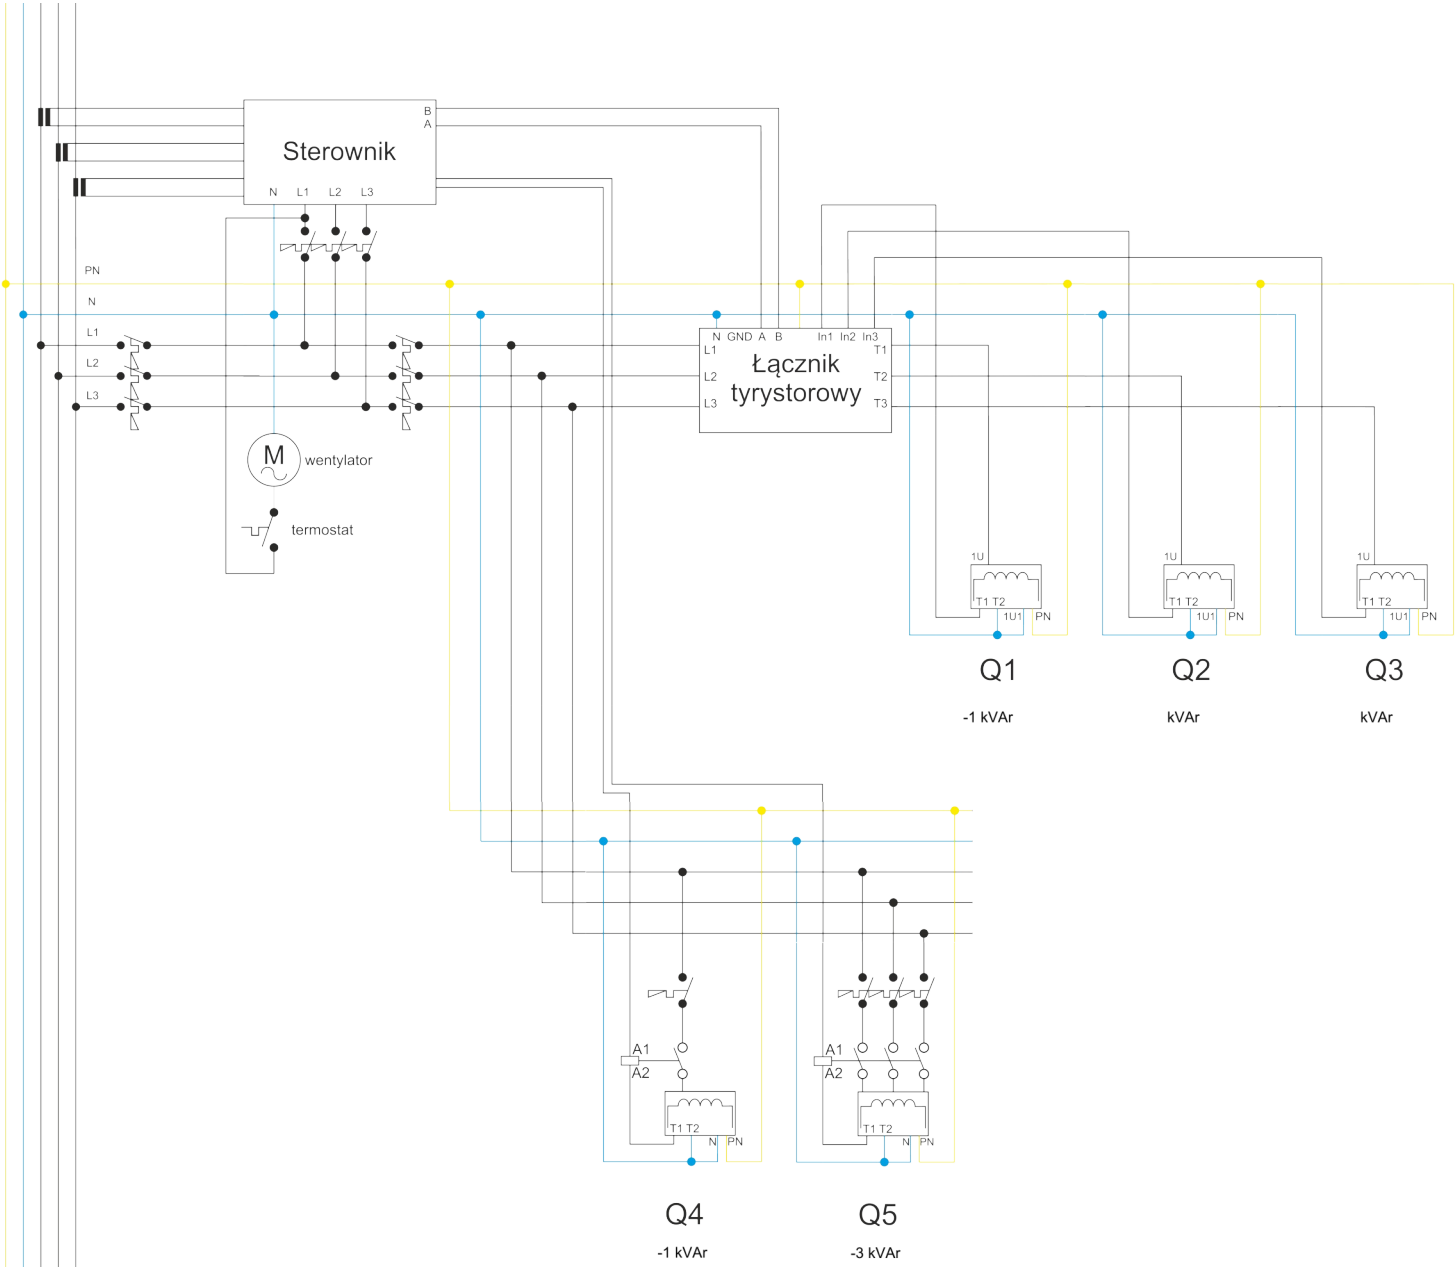 B
A
Sterownik
N L1 L2 L3
PN
N
L1
L2
L3
N GND A B In1 In2 In3
L1 T1
Łącznik
L2 T2
tyrystorowy
L3 T3
M
wentylator
termostat
1U 1U 1U
T1 T2 T1 T2 T1 T2
1U1 PN 1U1 PN 1U1 PN
Q1 Q2 Q3
-1 kVAr kVAr kVAr
A1 A1
A2 A2
T1 T2 T1 T2
N PN N PN
Q4 Q5
-1 kVAr -3 kVAr